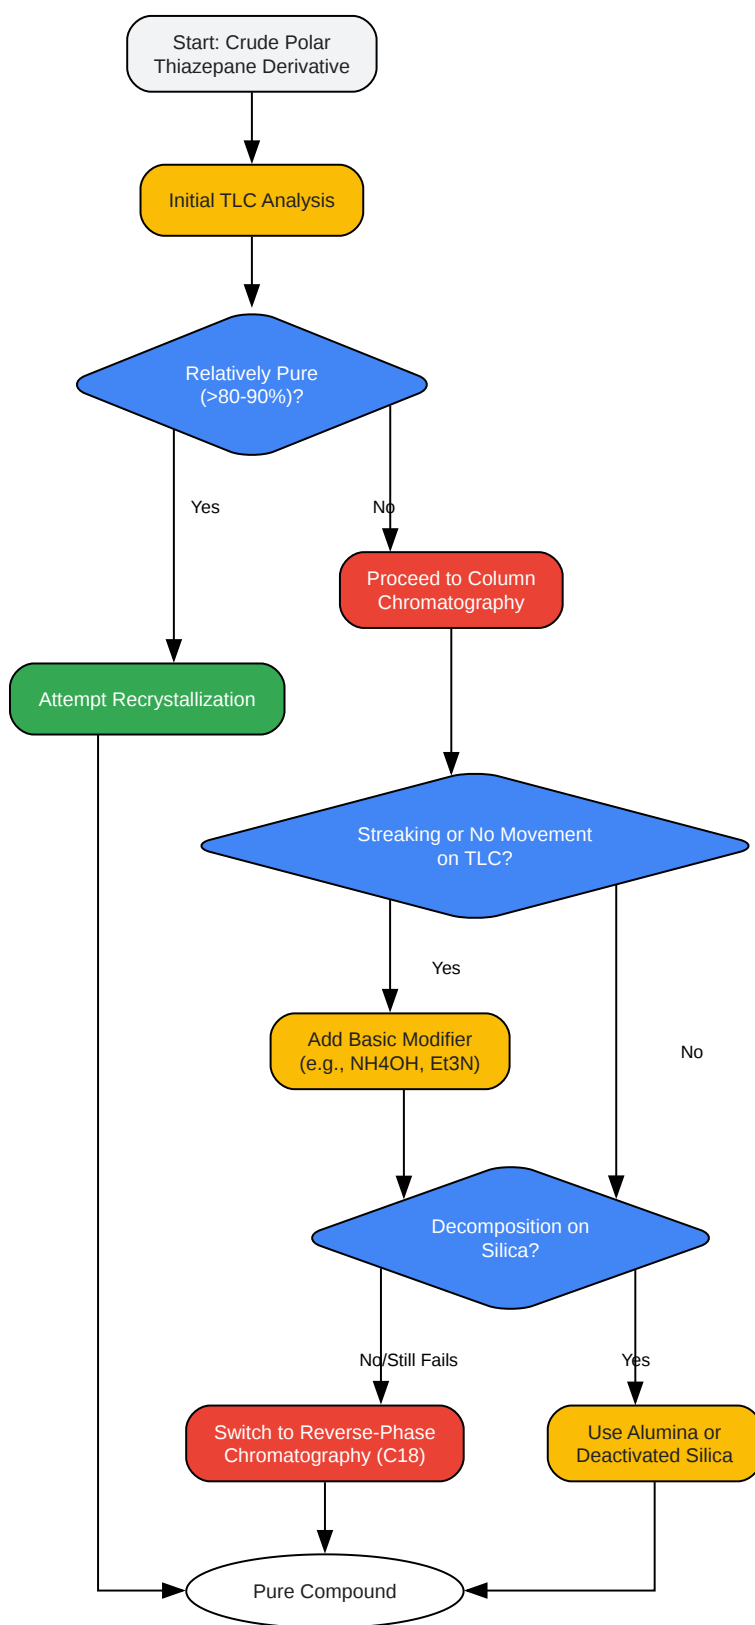 Start: Crude Polar
Thiazepane Derivative
Initial TLC Analysis
Relatively Pure
(>80-90%)?
Yes
No
Proceed to Column
Chromatography
Attempt Recrystallization
Streaking or No Movement
on TLC?
Yes
Add Basic Modifier
(e.g., NH4OH, Et3N)
No
Decomposition on
Silica?
No/Still Fails
Yes
Switch to Reverse-Phase
Chromatography (C18)
Use Alumina or
Deactivated Silica
Pure Compound